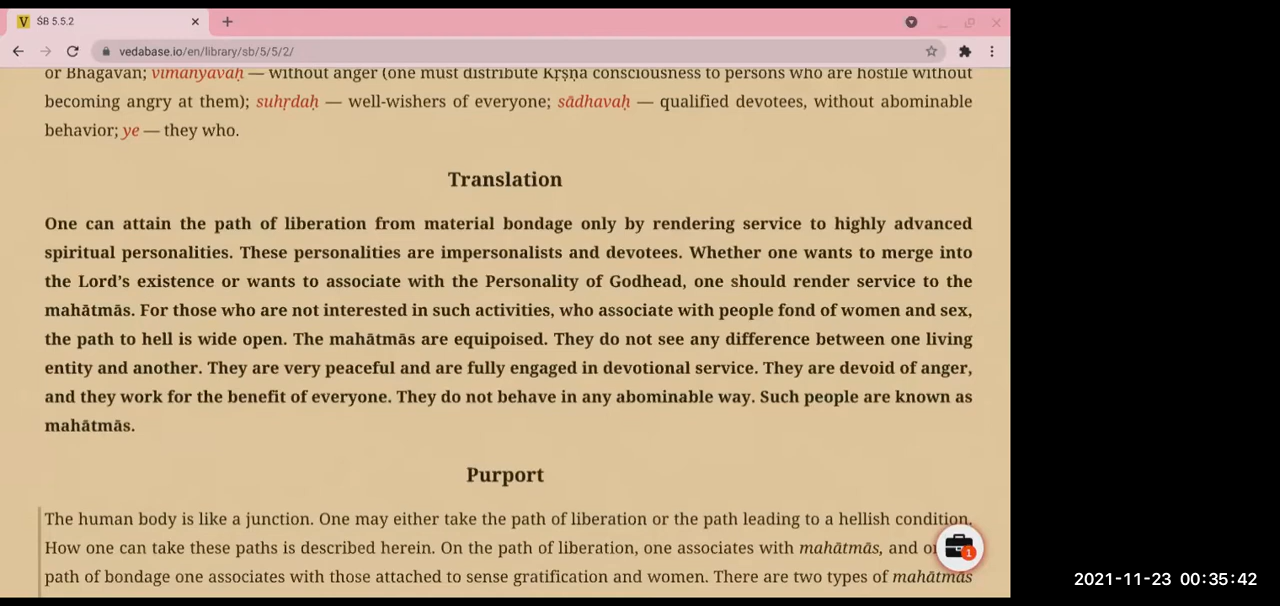 ŚB 5.5.2
vedabase.io/en/library/sb/5/5/2/
or Bhagavān; vimanyavaḥ — without anger (one must distribute Kṛṣṇa consciousness to persons who are hostile without
becoming angry at them); suhṛdaḥ — well-wishers of everyone; sādhavaḥ — qualified devotees, without abominable
behavior; ye — they who.
Translation
One can attain the path of liberation from material bondage only by rendering service to highly advanced
spiritual personalities. These personalities are impersonalists and devotees. Whether one wants to merge into
the Lord’s existence or wants to associate with the Personality of Godhead, one should render service to the
mahātmās. For those who are not interested in such activities, who associate with people fond of women and sex,
the path to hell is wide open. The mahātmās are equipoised. They do not see any difference between one living
entity and another. They are very peaceful and are fully engaged in devotional service. They are devoid of anger,
and they work for the benefit of everyone. They do not behave in any abominable way. Such people are known as
mahātmās.
Purport
The human body is like a junction. One may either take the path of liberation or the path leading to a hellish condition.
How one can take these paths is described herein. On the path of liberation, one associates with mahātmās, and
path of bondage one associates with those attached to sense gratification and women. There are two types of mahātmās
1
2021-11-23 00:35:42